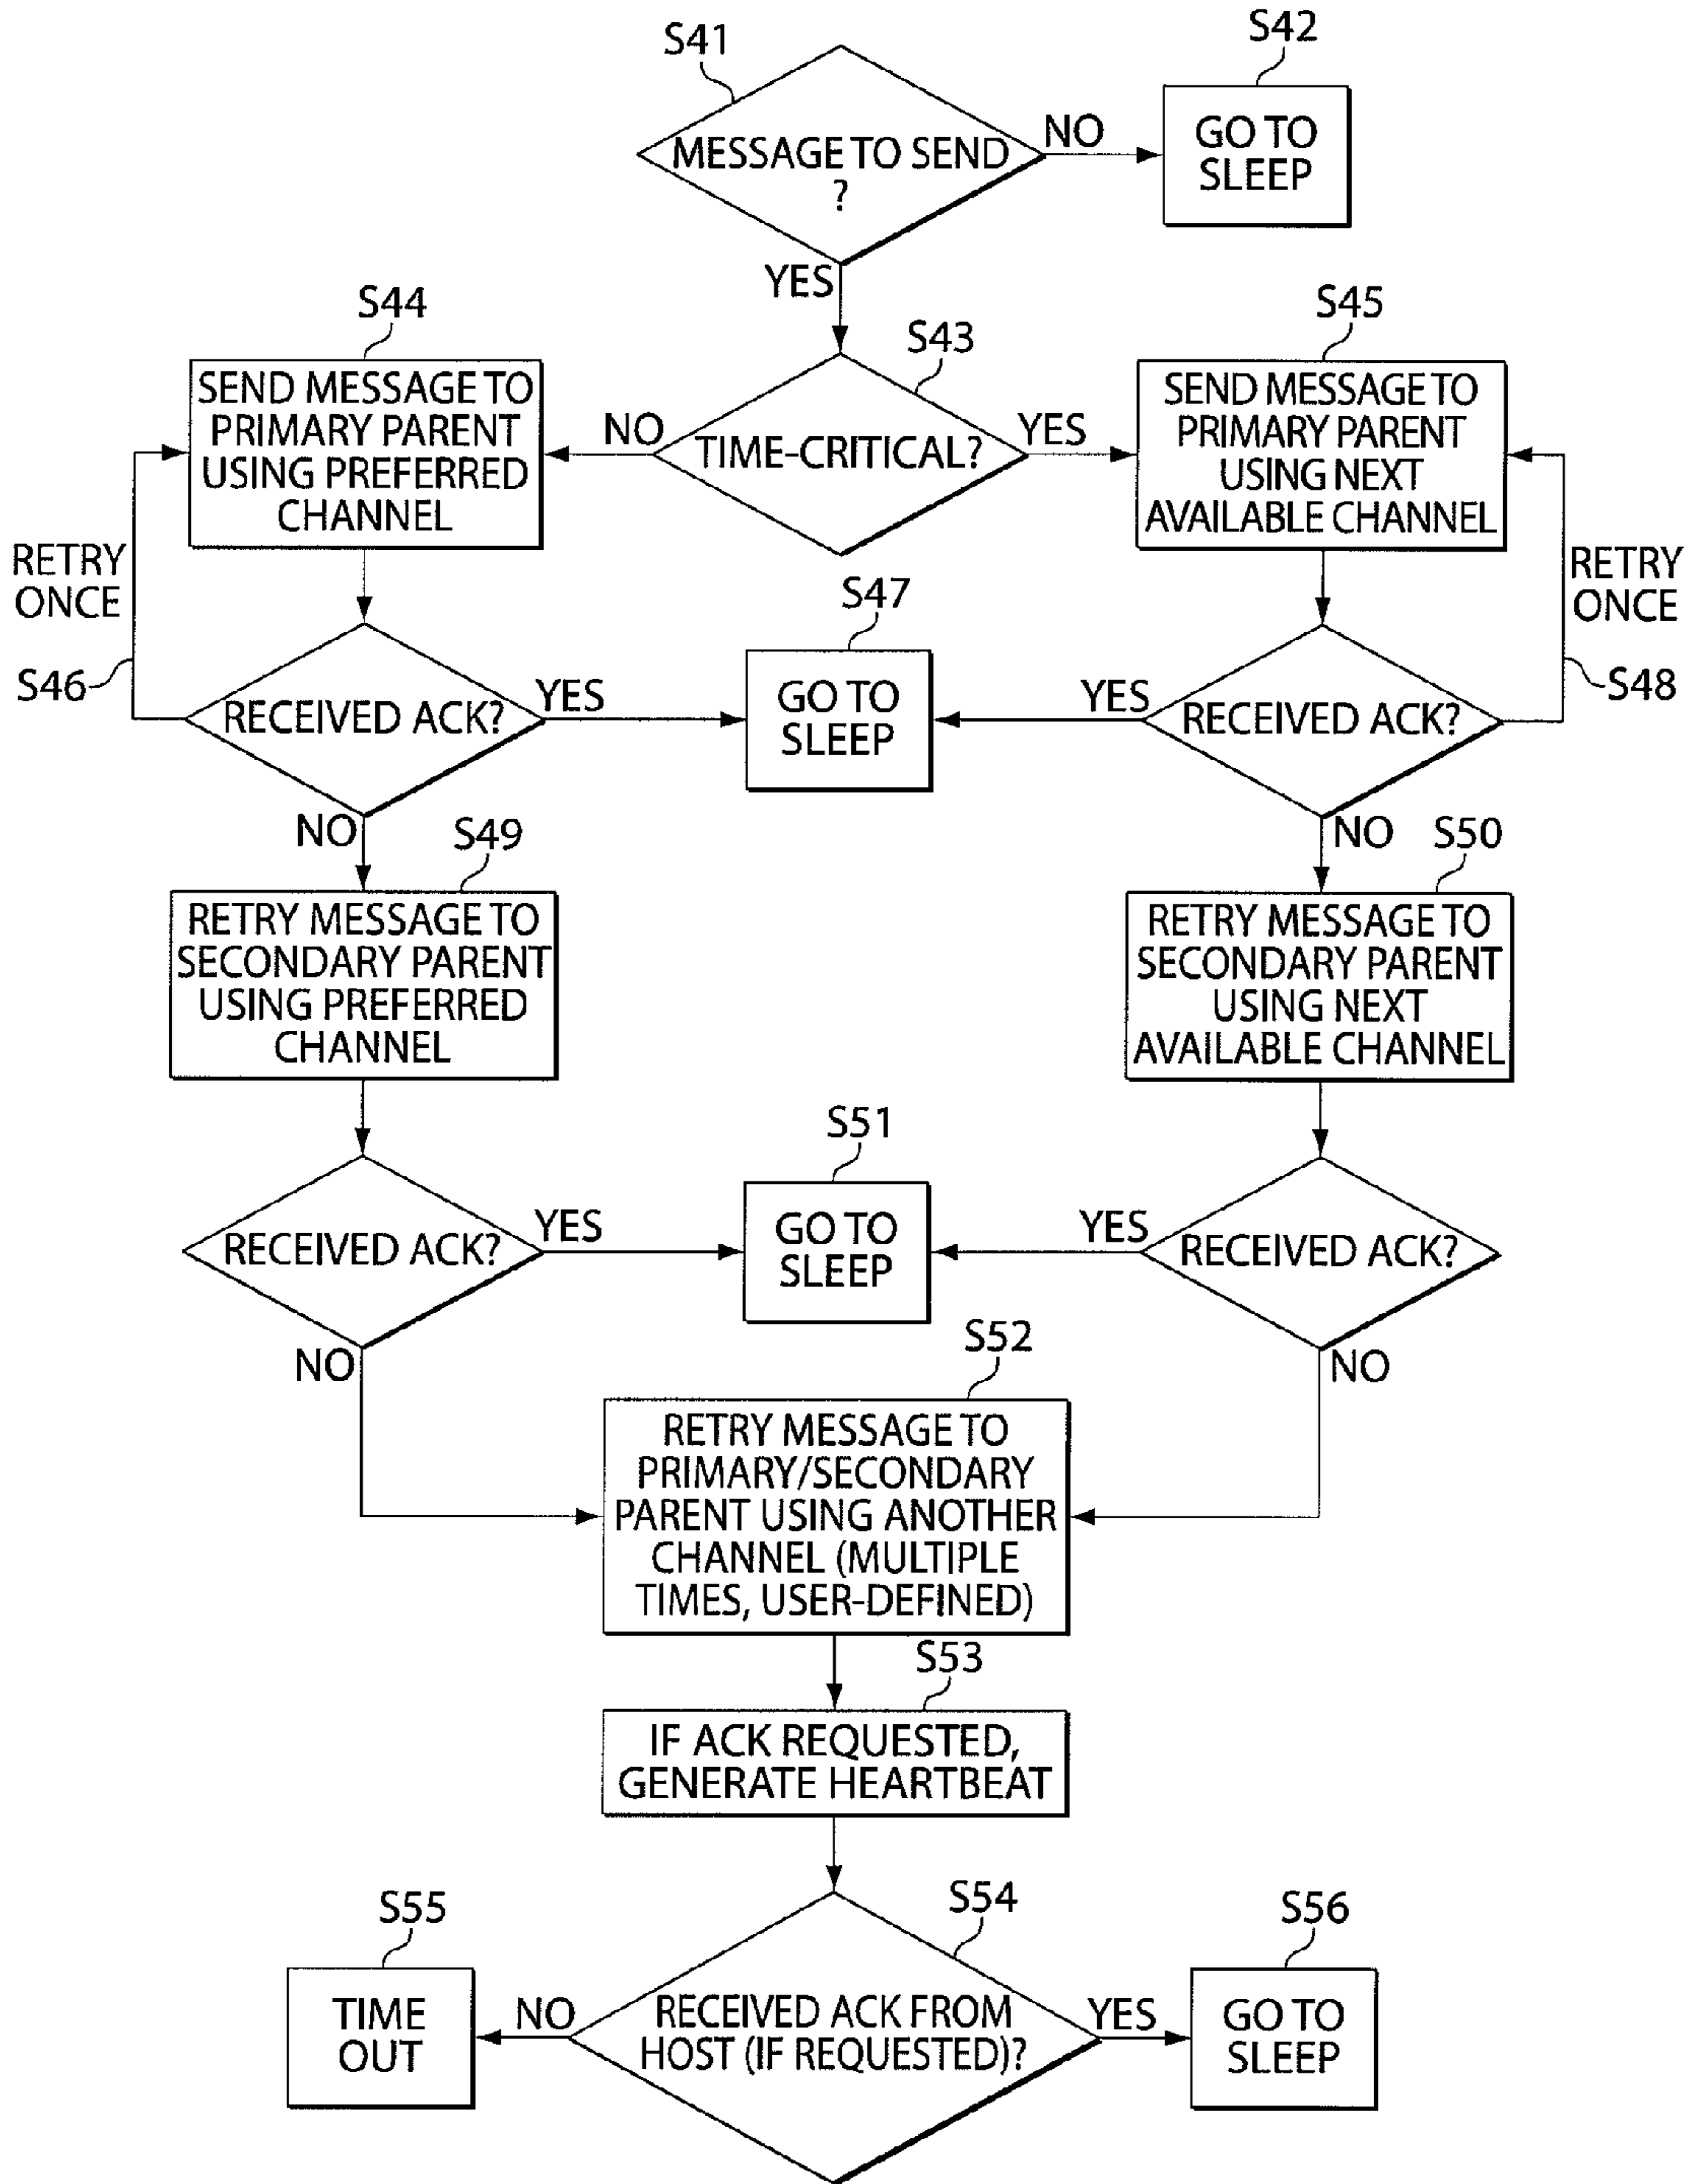 S41
S42
MESSAGE TO SEND
?
NO
GO TO
SLEEP
YES
S44
S43
S45
SEND MESSAGE TO
PRIMARY PARENT
USING PREFERRED
CHANNEL
NO
TIME-CRITICAL?
YES
SEND MESSAGE TO
PRIMARY PARENT
USING NEXT
AVAILABLE CHANNEL
RETRY
ONCE
RETRY
ONCE
S47
S46
RECEIVED ACK?
YES
GO TO
SLEEP
YES
RECEIVED ACK?
S48
NO
S49
NO
S50
RETRY MESSAGE TO
SECONDARY PARENT
USING PREFERRED
CHANNEL
RETRY MESSAGE TO
SECONDARY PARENT
USING NEXT
AVAILABLE CHANNEL
S51
RECEIVED ACK?
YES
GO TO
SLEEP
YES
RECEIVED ACK?
NO
S52
NO
RETRY MESSAGE TO
PRIMARY/SECONDARY
PARENT USING ANOTHER
CHANNEL (MULTIPLE
TIMES, USER-DEFINED)
S53
IF ACK REQUESTED,
GENERATE HEARTBEAT
S55
S54
S56
TIME
OUT
NO
RECEIVED ACK FROM
HOST (IF REQUESTED)?
YES
GO TO
SLEEP